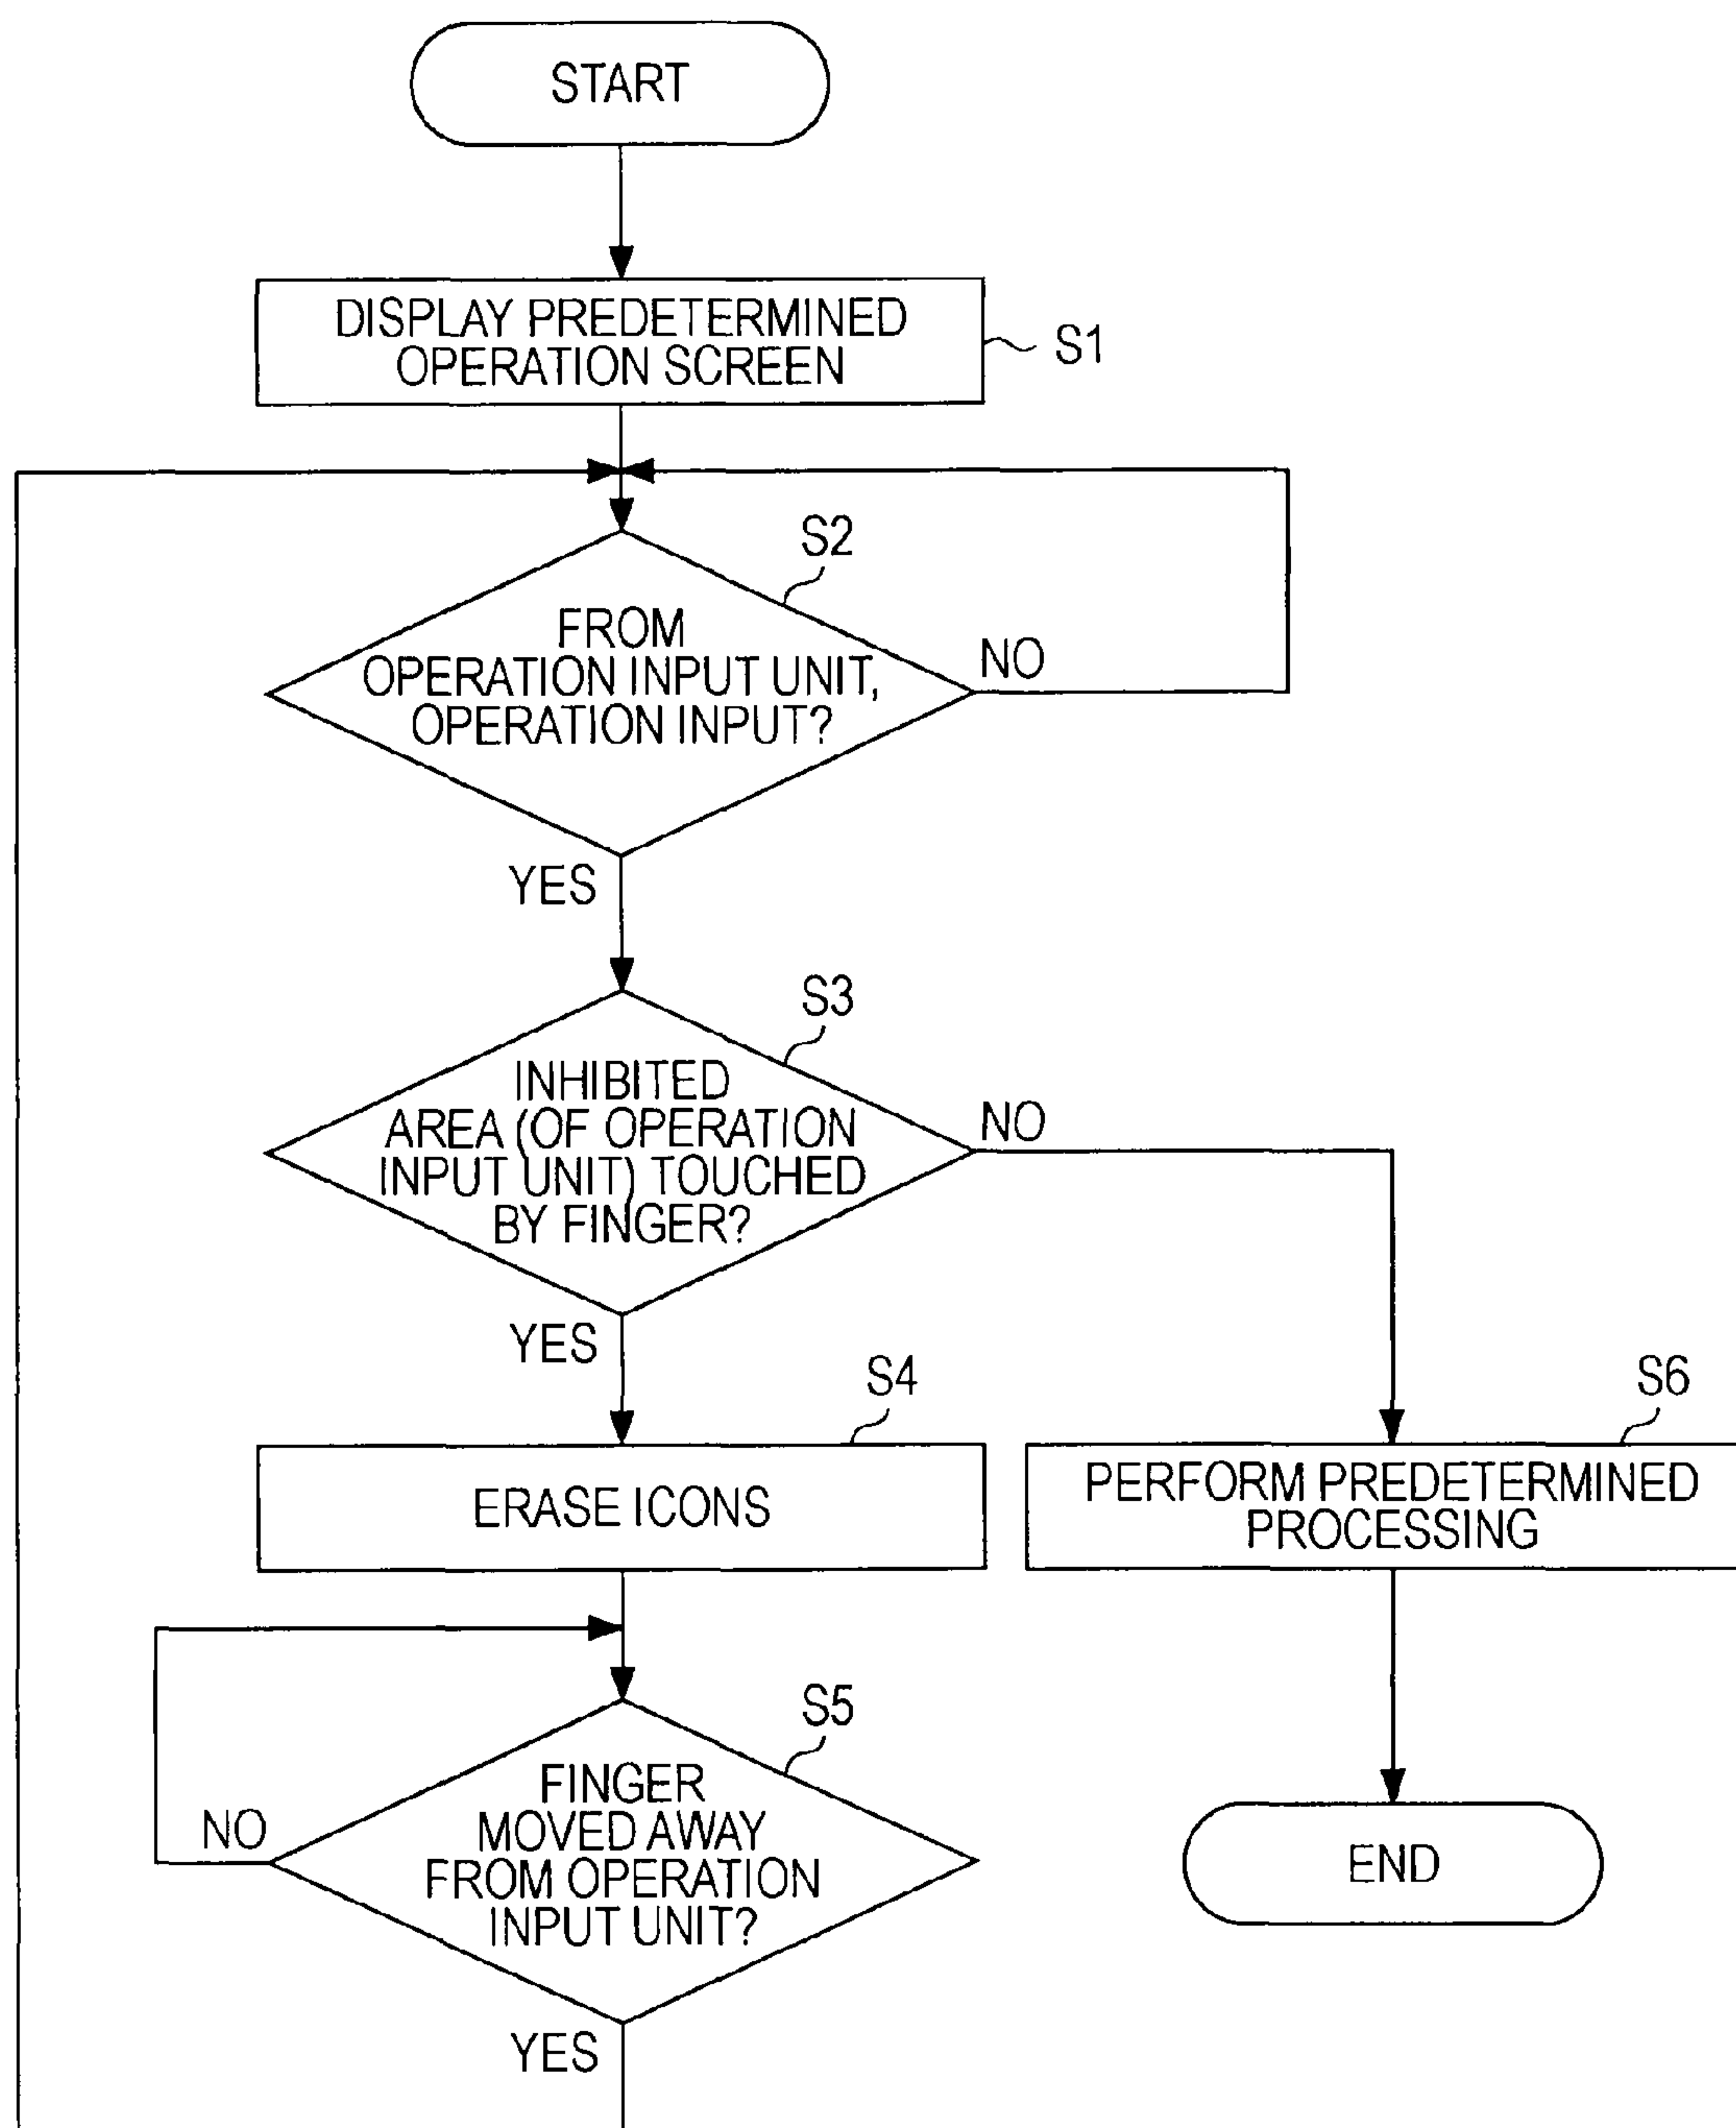 START
DISPLAY PREDETERMINED
OPERATION SCREEN
S1
S2
FROM
OPERATION INPUT UNIT,
OPERATION INPUT?
NO
YES
S3
INHIBITED
AREA (OF OPERATION
INPUT UNIT) TOUCHED
BY FINGER?
NO
YES
S4
ERASE ICONS
S6
PERFORM PREDETERMINED
PROCESSING
S5
FINGER
MOVED AWAY
FROM OPERATION
INPUT UNIT?
NO
YES
END